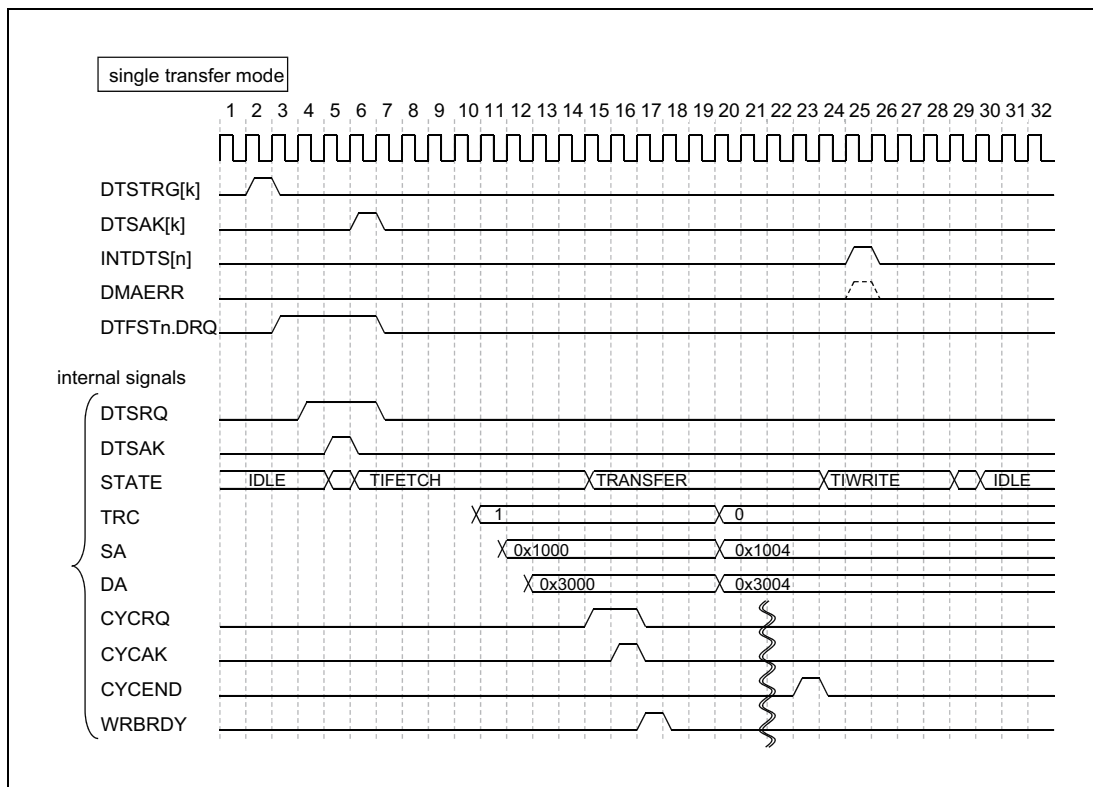 single transfer mode
1 2 3 4 5 6 7 8 9 10 11 12 13 14 15 16 17 18 19 20 21 22 23 24 25 26 27 28 29 30 31 32
DTSTRG[k]
DTSAK[k]
INTDTS[n]
DMAERR
DTFSTn.DRQ
internal signals
DTSRQ
DTSAK
STATE IDLE TIFETCH TRANSFER TIWRITE IDLE
TRC 1 0
SA 0x1000 0x1004
DA 0x3000 0x3004
CYCRQ
CYCAK
CYCEND
WRBRDY